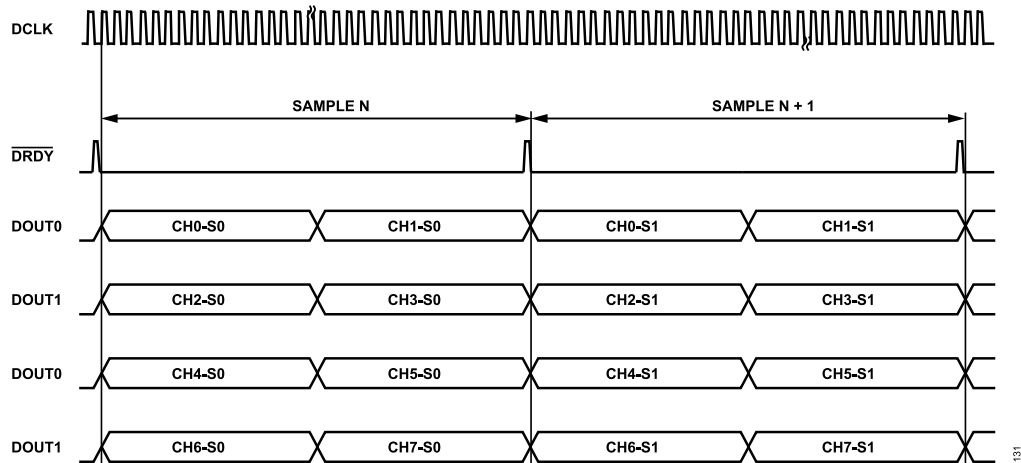 DCLK
SAMPLE N SAMPLE N + 1
DRDY
DOUT0 CH0-S0 CH1-S0 CH0-S1 CH1-S1
DOUT1 CH2-S0 CH3-S0 CH2-S1 CH3-S1
DOUT0 CH4-S0 CH5-S0 CH4-S1 CH5-S1
DOUT1 CH6-S0 CH7-S0 CH6-S1 CH7-S1
131